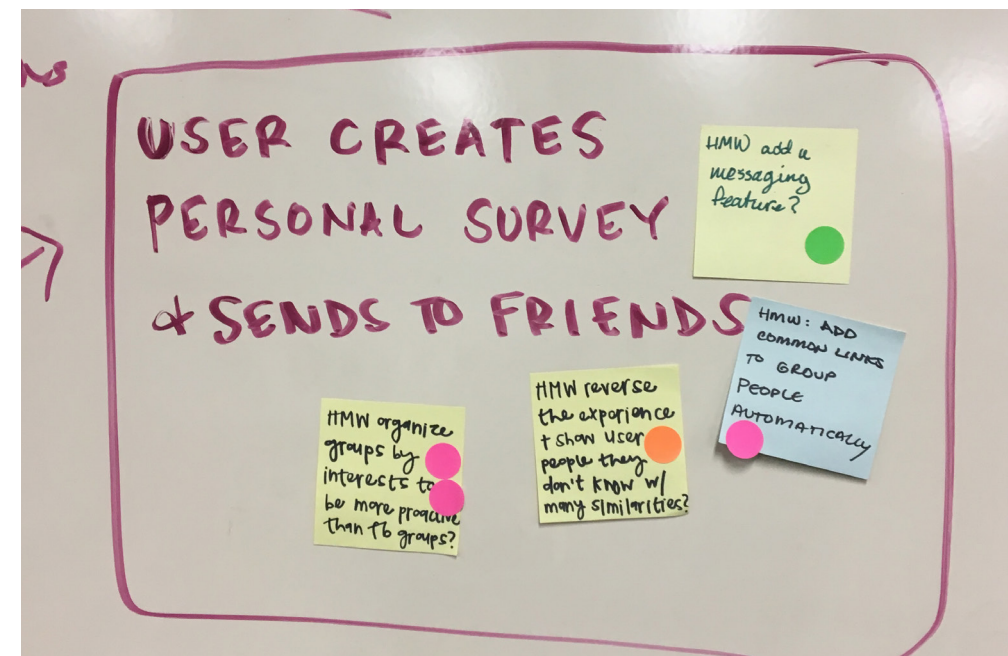 USER CREATES
PERSONAL SURVEY
& SENDS TO FRIENDS
HMW add a
messaging
feature?
HMW: ADD
COMMON LINKS
TO GROUP
PEOPLE
AUTOMATICALLY
HMW reverse
the experience
+ show user
people they
don't know w/
many similarities?
HMW organize
groups by
interests to
be more proactive
than fb groups?